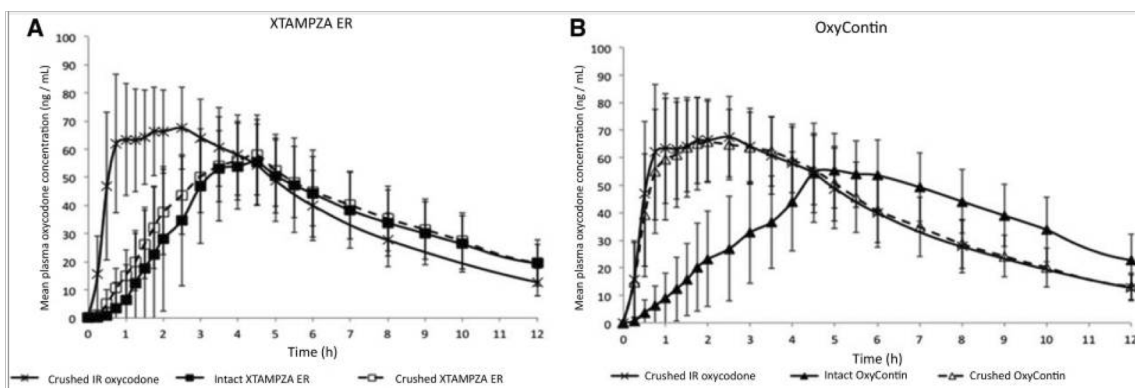 A
XTAMPZA ER
Mean plasma oxycodone concentration (ng / mL)
100
90
80
70
60
50
40
30
20
10
0
0 1 2 3 4 5 6 7 8 9 10 11 12
Time (h)
Crushed IR oxycodone Intact XTAMPZA ER Crushed XTAMPZA ER
B
OxyContin
Mean plasma oxycodone concentration (ng / mL)
100
90
80
70
60
50
40
30
20
10
0
0 1 2 3 4 5 6 7 8 9 10 11 12
Time (h)
Crushed IR oxycodone Intact OxyContin Crushed OxyContin